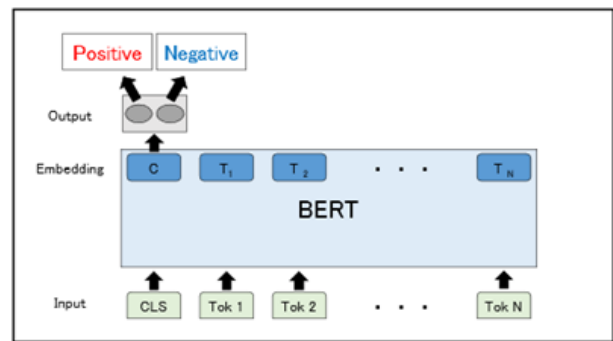 Positive Negative
Output
Embedding C T1 T2 . . . TN
BERT
Input CLS Tok 1 Tok 2 . . . Tok N